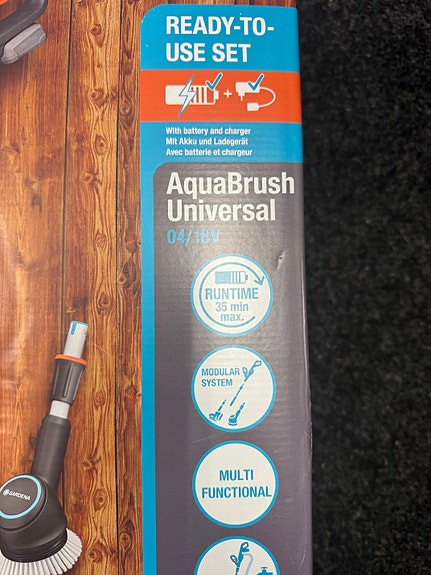 READY-TO-
USE SET
With battery and charger
Mit Akku und Ladegerät
Avec batterie et chargeur
AquaBrush
Universal
04/18V
RUNTIME
35 min
max.
MODULAR
SYSTEM
MULTI
FUNCTIONAL
GARDENA